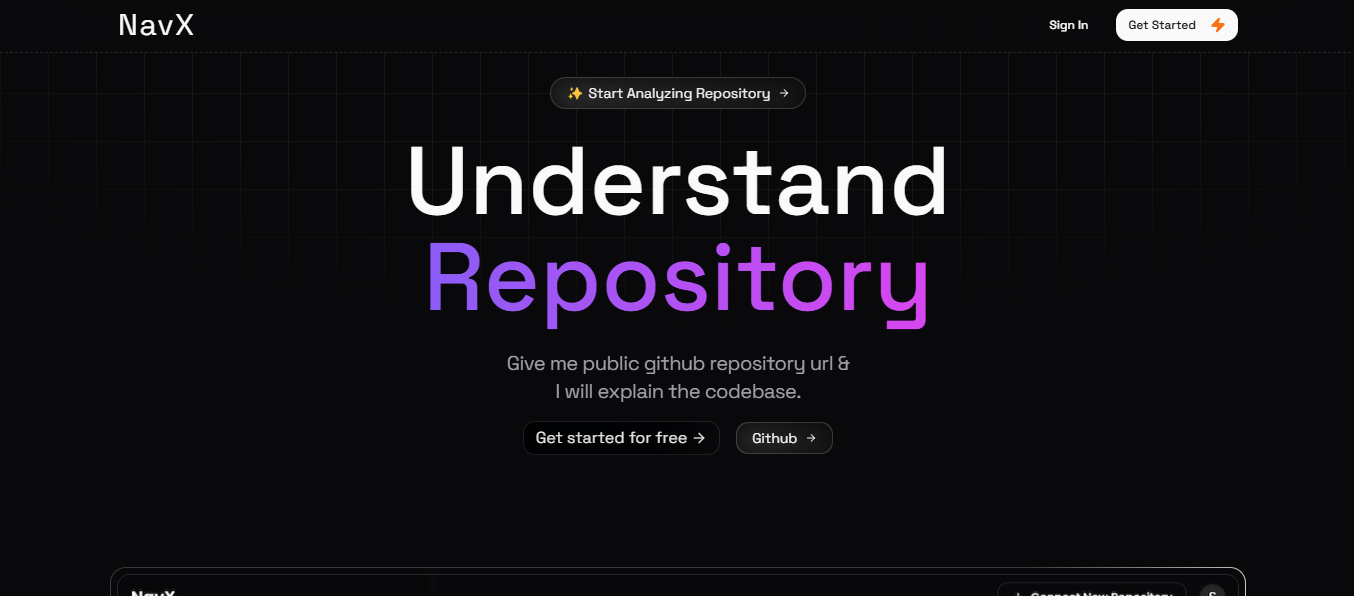 NavX
Sign In
Get Started
✨ Start Analyzing Repository →
Understand
Repository
Give me public github repository url &
I will explain the codebase.
Get started for free →
Github →
NavX
+ Connect New Repository